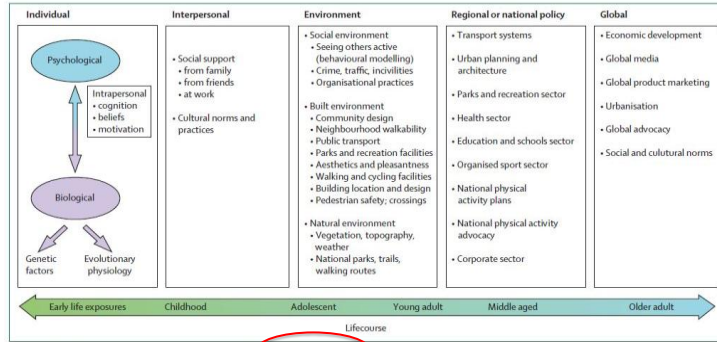 Individual
Psychological
Intrapersonal
• cognition
• beliefs
• motivation
Biological
Genetic
factors
Evolutionary
physiology
Interpersonal
• Social support
• from family
• from friends
• at work
• Cultural norms and
practices
Environment
• Social environment
• Seeing others active
(behavioural modelling)
• Crime, traffic, incivilities
• Organisational practices
• Built environment
• Community design
• Neighbourhood walkability
• Public transport
• Parks and recreation facilities
• Aesthetics and pleasantness
• Walking and cycling facilities
• Building location and design
• Pedestrian safety; crossings
• Natural environment
• Vegetation, topography,
weather
• National parks, trails,
walking routes
Regional or national policy
• Transport systems
• Urban planning and
architecture
• Parks and recreation sector
• Health sector
• Education and schools sector
• Organised sport sector
• National physical
activity plans
• National physical activity
advocacy
• Corporate sector
Global
• Economic development
• Global media
• Global product marketing
• Urbanisation
• Global advocacy
• Social and culutural norms
Early life exposures
Childhood
Adolescent
Young adult
Middle aged
Older adult
Lifecourse